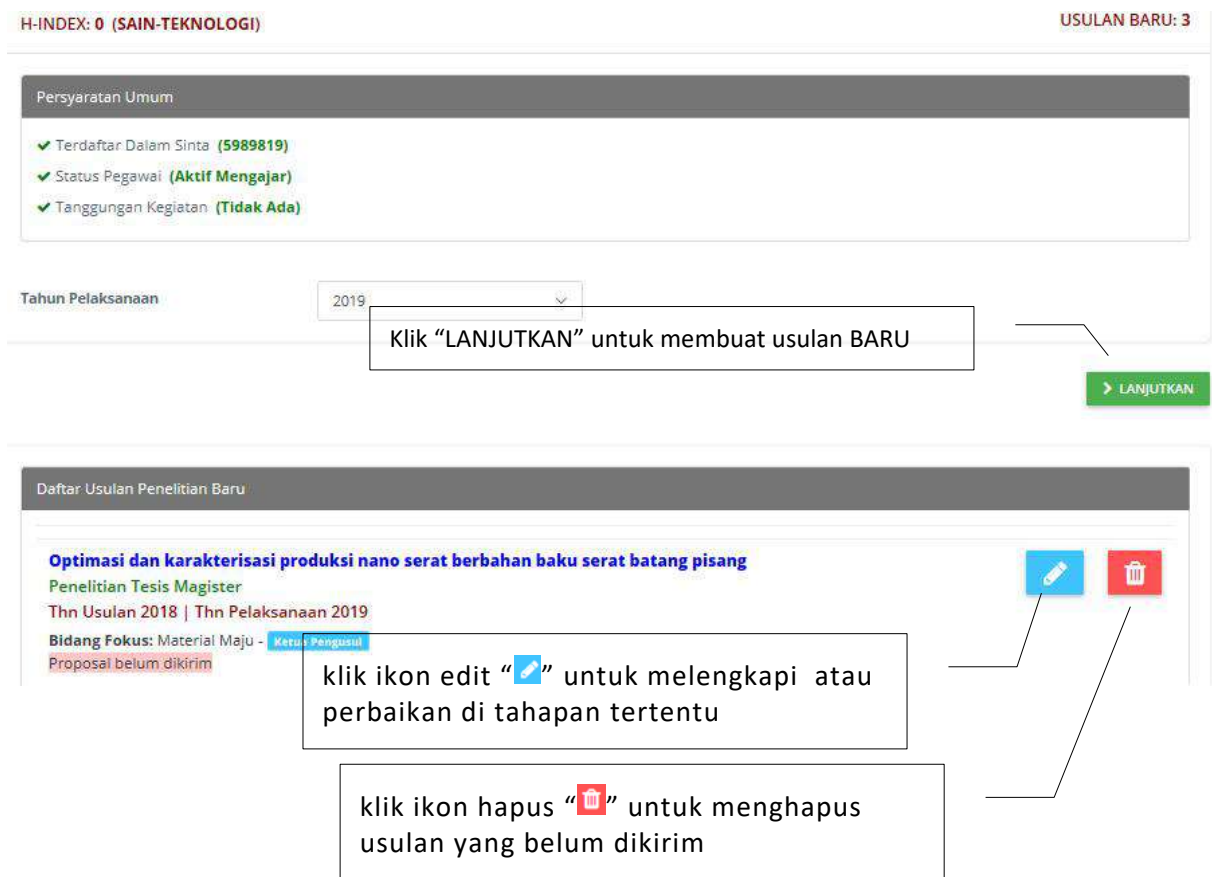 H-INDEX: 0 (SAIN-TEKNOLOGI)
USULAN BARU: 3
Persyaratan Umum
Terdaftar Dalam Sinta (5989819)
Status Pegawai (Aktif Mengajar)
Tanggungan Kegiatan (Tidak Ada)
Tahun Pelaksanaan
2019
Klik “LANJUTKAN” untuk membuat usulan BARU
LANJUTKAN
Daftar Usulan Penelitian Baru
Optimasi dan karakterisasi produksi nano serat berbahan baku serat batang pisang
Penelitian Tesis Magister
Thn Usulan 2018 | Thn Pelaksanaan 2019
Bidang Fokus: Material Maju - Ketua Pengusul
Proposal belum dikirim
klik ikon edit “” untuk melengkapi atau
perbaikan di tahapan tertentu
klik ikon hapus “” untuk menghapus
usulan yang belum dikirim